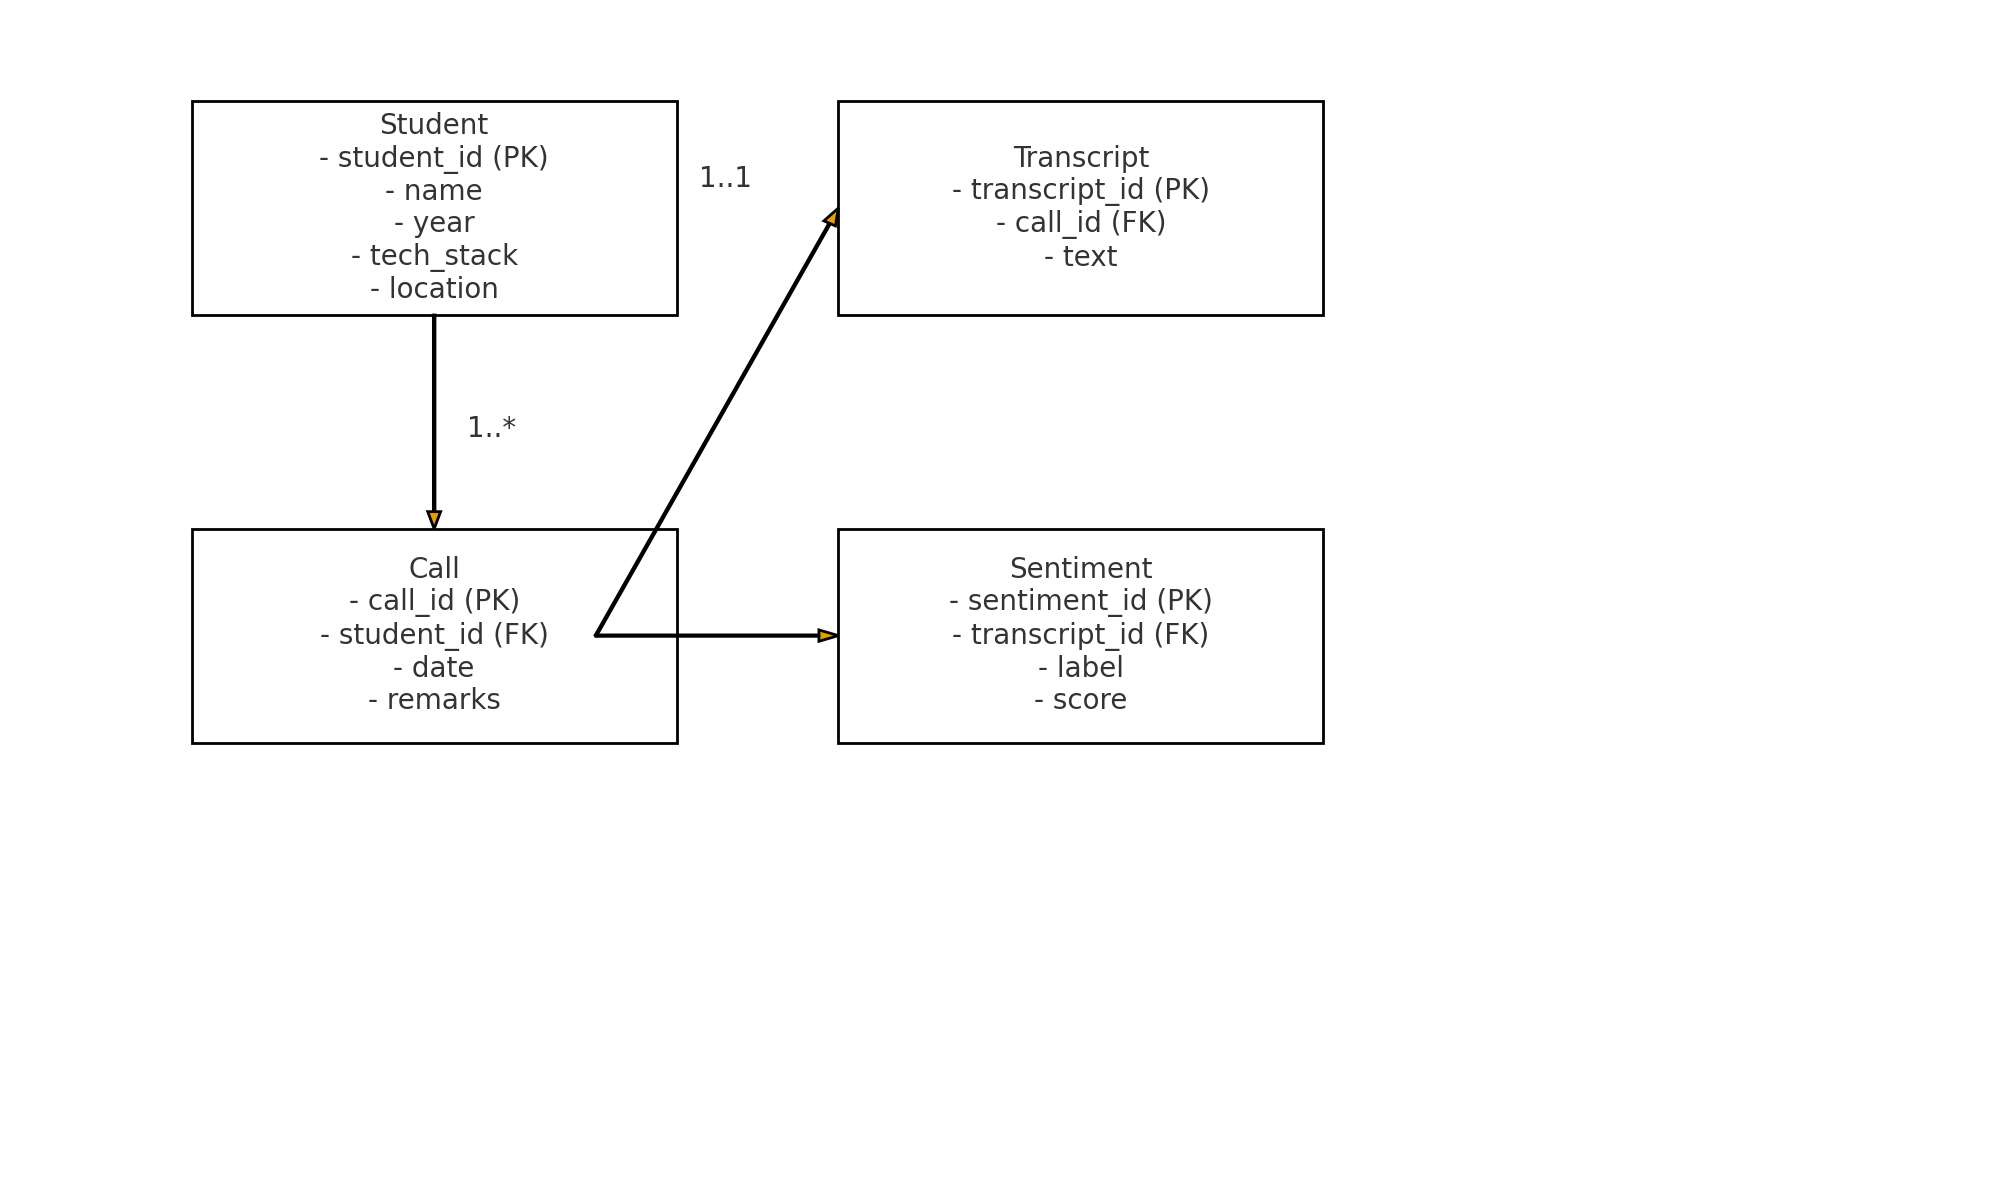 Student
- student_id (PK)
- name
- year
- tech_stack
- location
1..1
Transcript
- transcript_id (PK)
- call_id (FK)
- text
1..*
Call
- call_id (PK)
- student_id (FK)
- date
- remarks
Sentiment
- sentiment_id (PK)
- transcript_id (FK)
- label
- score